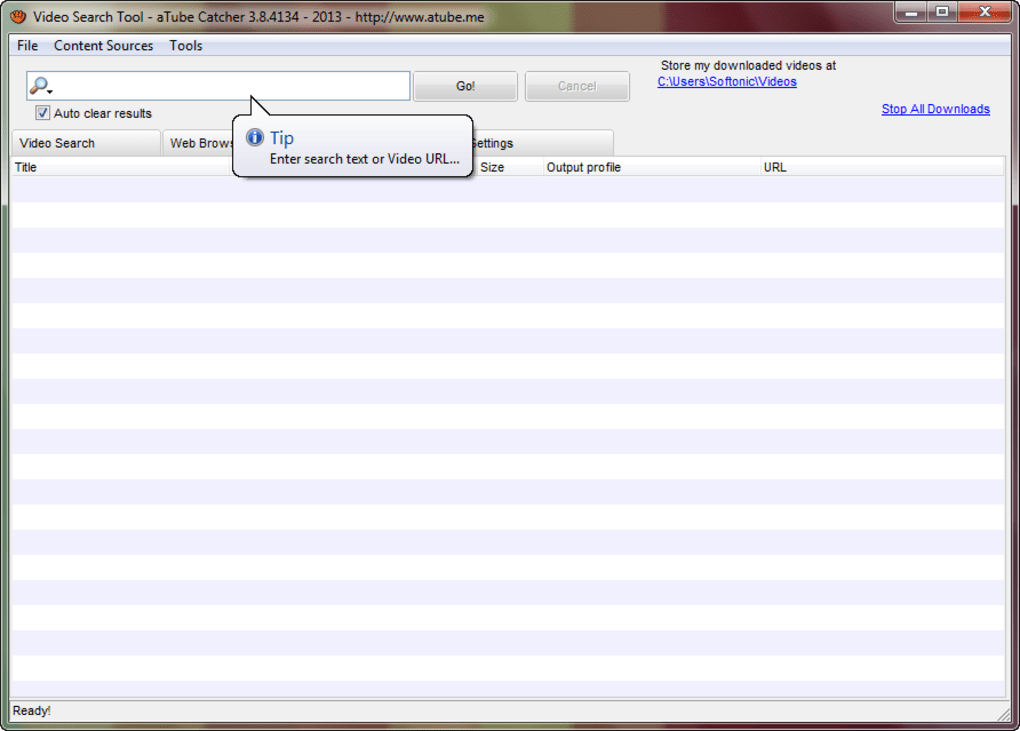 Video Search Tool - aTube Catcher 3.8.4134 - 2013 - http://www.atube.me
File Content Sources Tools
Store my downloaded videos at
Go! Cancel C:\Users\Softonic\Videos
Auto clear results Stop All Downloads
Tip
Video Search Web
Enter search text or Video URL...
Title Size Output profile URL
Ready!